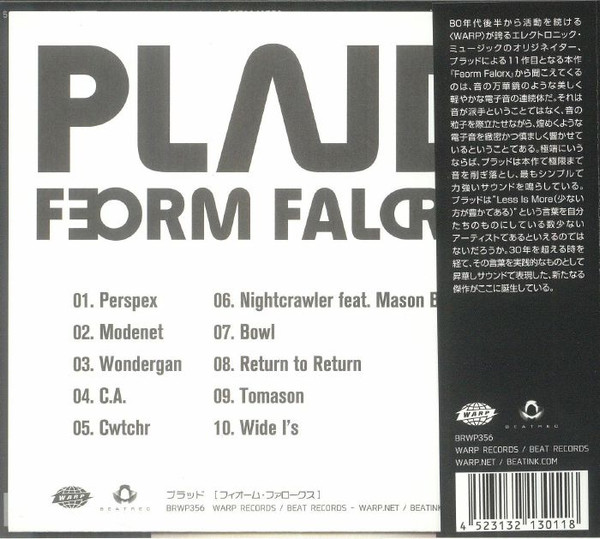 PLAID
FEORM FALORX
01. Perspex
02. Modenet
03. Wondergan
04. C.A.
05. Cwtchr
06. Nightcrawler feat. Mason B
07. Bowl
08. Return to Return
09. Tomason
10. Wide I's
WARP
BEATREC
ブラッド [フィオーム・ファロークス]
BRWP356 WARP RECORDS / BEAT RECORDS - WARP.NET / BEATINK
80年代後半から活動を続ける
〈WARP〉が誇るエレクトロニック・
ミュージックのオリジネイター、
プラッドによる11作目となる本作
『Feorm Falorx』から聞こえてくる
のは、音の万華鏡のような美しく
軽やかな電子音の連続体だ。それは
音が派手ということではなく、音の
粒子を際立たせながら、煌めくような
電子音を緻密かつ慎ましく響かせて
いるということである。極端にいう
ならば、プラッドは本作で極限まで
音を削ぎ落とし、最もシンプルで
力強いサウンドを鳴らしている。
プラッドは“Less Is More(少ない
方が豊かである)”という言葉を自分
たちのものにしている数少ない
アーティストであるといえるのでは
ないだろうか。30年を超える時を
経て、その言葉を実践的なものとして
昇華しサウンドで表現した、新たなる
傑作がここに誕生している。
WARP
BEATREC
BRWP356
WARP RECORDS / BEAT RECORDS
WARP.NET / BEATINK.COM
4 523132 130118